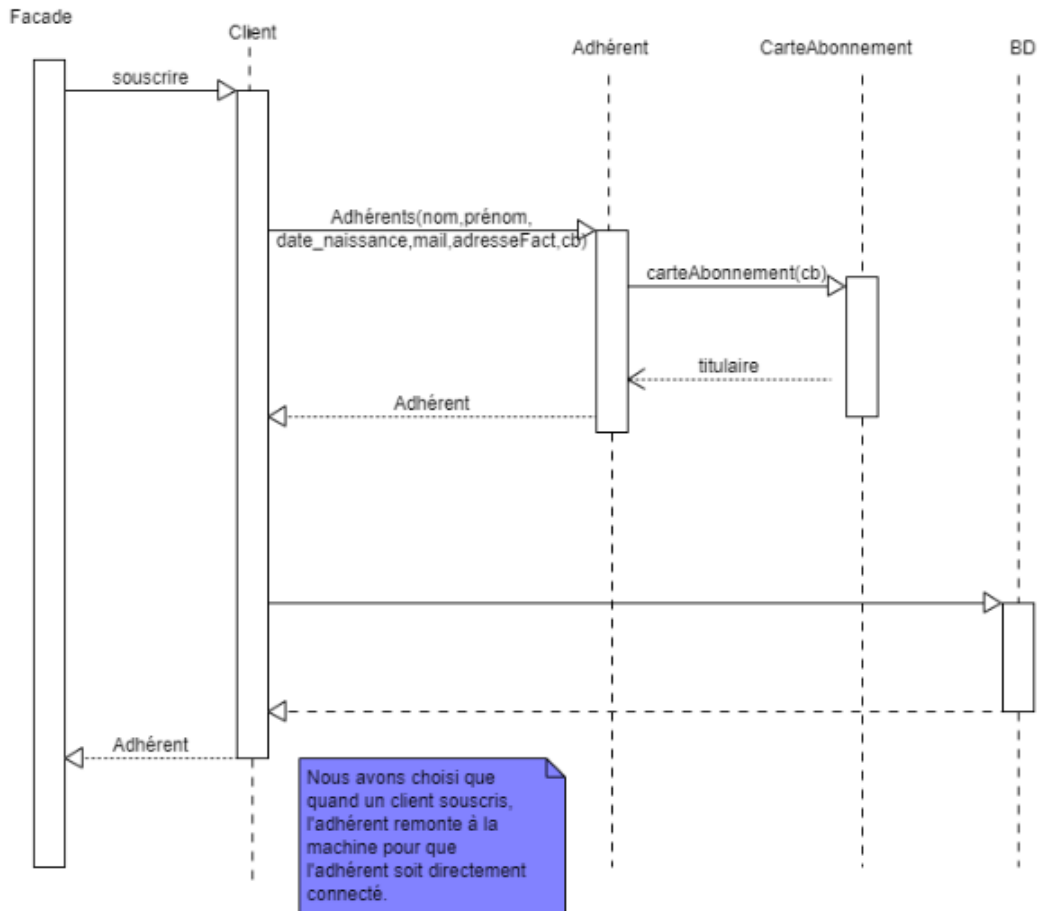 Facade
Client
Adhérent
CarteAbonnement
BD
souscrire
Adhérents(nom,prénom,
date_naissance,mail,adresseFact,cb)
carteAbonnement(cb)
titulaire
Adhérent
Adhérent
Nous avons choisi que
quand un client souscris,
l'adhérent remonte à la
machine pour que
l'adhérent soit directement
connecté.